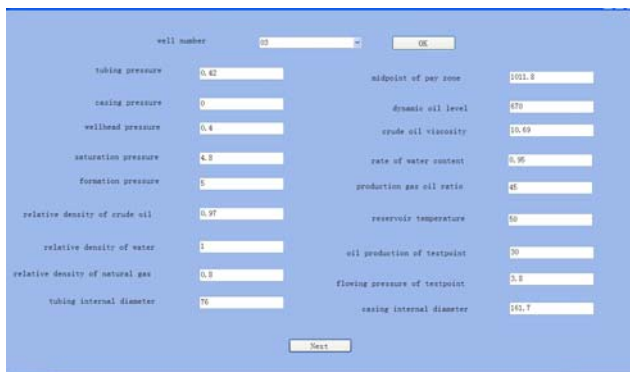 well number 03 OK
tubing pressure 0.42
midpoint of pay zone 1011.8
casing pressure 0
dynamic oil level 670
wellhead pressure 0.4
crude oil viscosity 10.69
saturation pressure 4.8
rate of water content 0.95
formation pressure 5
production gas oil ratio 45
relative density of crude oil 0.97
reservoir temperature 50
relative density of water 1
oil production of testpoint 30
relative density of natural gas 0.8
flowing pressure of testpoint 3.8
tubing internal diameter 76
casing internal diameter 161.7
Next